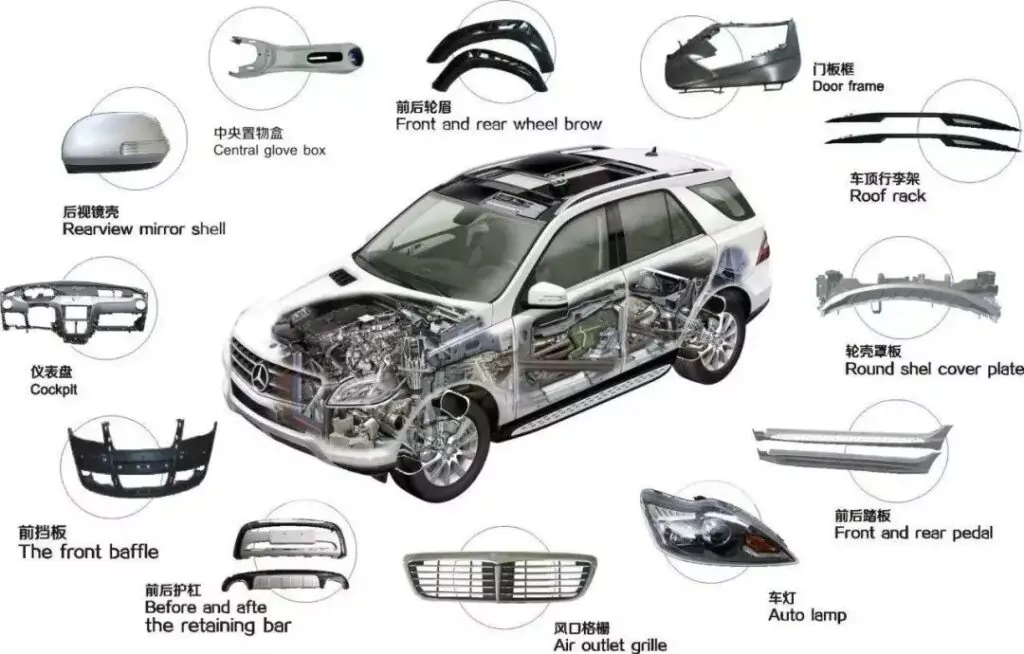 中央置物盒
Central glove box
前后轮眉
Front and rear wheel brow
门板框
Door frame
后视镜壳
Rearview mirror shell
车顶行李架
Roof rack
仪表盘
Cockpit
轮壳罩板
Round shel cover plate
前挡板
The front baffle
前后护杠
Before and afte
the retaining bar
风口格栅
Air outlet grille
车灯
Auto lamp
前后踏板
Front and rear pedal